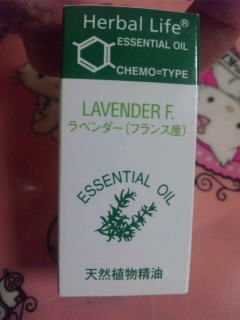 Herbal Life®
ESSENTIAL OIL
CHEMO=TYPE
LAVENDER F.
ラベンダー(フランス産)
ESSENTIAL OIL
天然植物精油